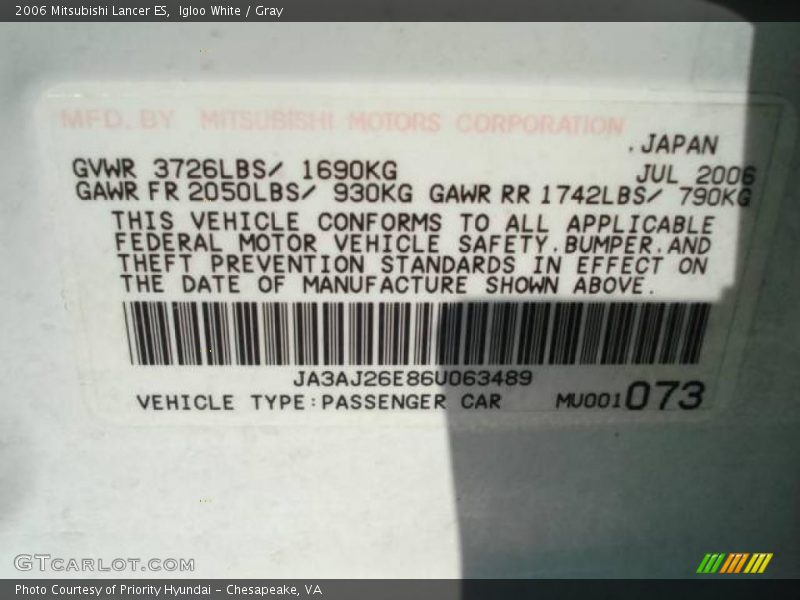 2006 Mitsubishi Lancer ES, Igloo White / Gray
MFD. BY MITSUBISHI MOTORS CORPORATION
.JAPAN
GVWR 3726LBS/ 1690KG JUL 2006
GAWR FR 2050LBS/ 930KG GAWR RR 1742LBS/ 790KG
THIS VEHICLE CONFORMS TO ALL APPLICABLE
FEDERAL MOTOR VEHICLE SAFETY.BUMPER.AND
THEFT PREVENTION STANDARDS IN EFFECT ON
THE DATE OF MANUFACTURE SHOWN ABOVE.
JA3AJ26E86U063489
VEHICLE TYPE:PASSENGER CAR MU001073
GTCARLOT.COM
Photo Courtesy of Priority Hyundai - Chesapeake, VA